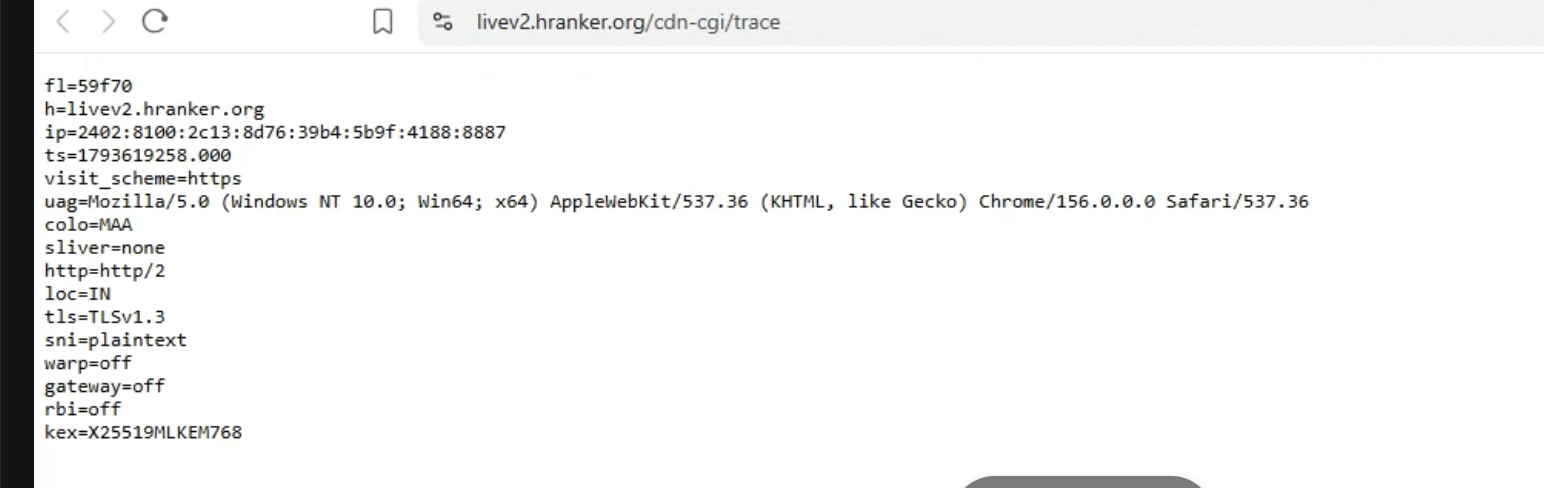 livev2.hranker.org/cdn-cgi/trace
fl=59f70
h=livev2.hranker.org
ip=2402:8100:2c13:8d76:39b4:5b9f:4188:8887
ts=1793619258.000
visit_scheme=https
uag=Mozilla/5.0 (Windows NT 10.0; Win64; x64) AppleWebKit/537.36 (KHTML, like Gecko) Chrome/156.0.0.0 Safari/537.36
colo=MAA
sliver=none
http=http/2
loc=IN
tls=TLSv1.3
sni=plaintext
warp=off
gateway=off
rbi=off
kex=X25519MLKEM768